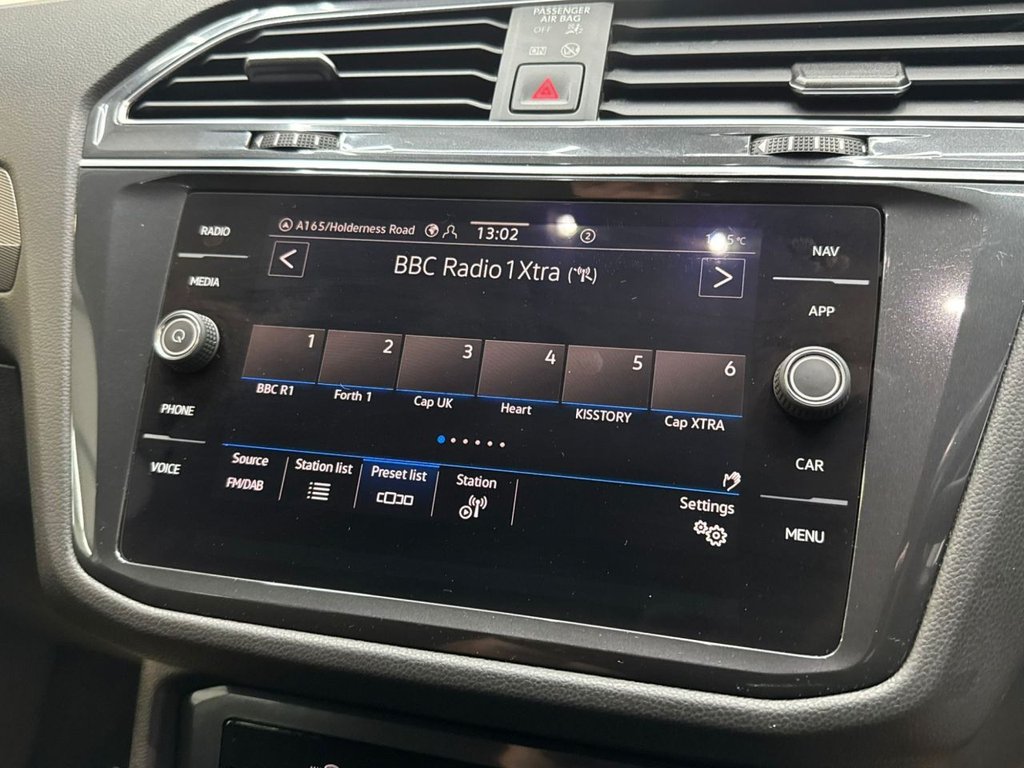 PASSENGER
AIR BAG
OFF
ON
RADIO
MEDIA
PHONE
VOICE
A165/Holderness Road
13:02
2
°C
< BBC Radio 1Xtra >
1 2 3 4 5 6
BBC R1 Forth 1 Cap UK Heart KISSTORY Cap XTRA
Source Station list Preset list Station
FM/DAB
Settings
NAV
APP
CAR
MENU